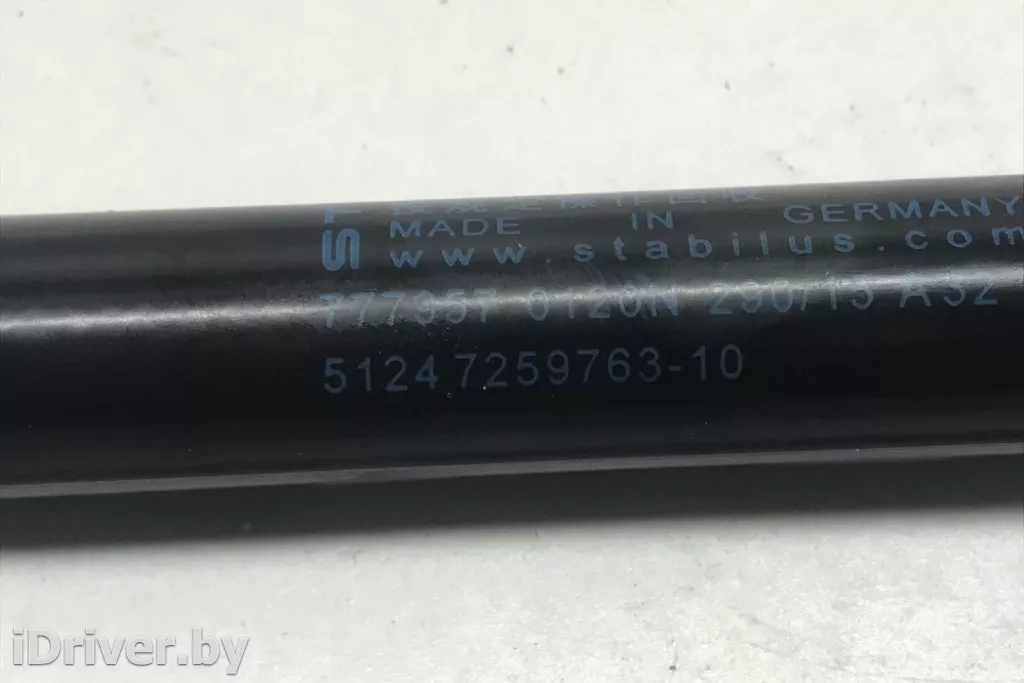 MADE IN GERMANY
www.stabilus.com
777957 0120N 290/15 A32
51247259763-10
iDriver.by